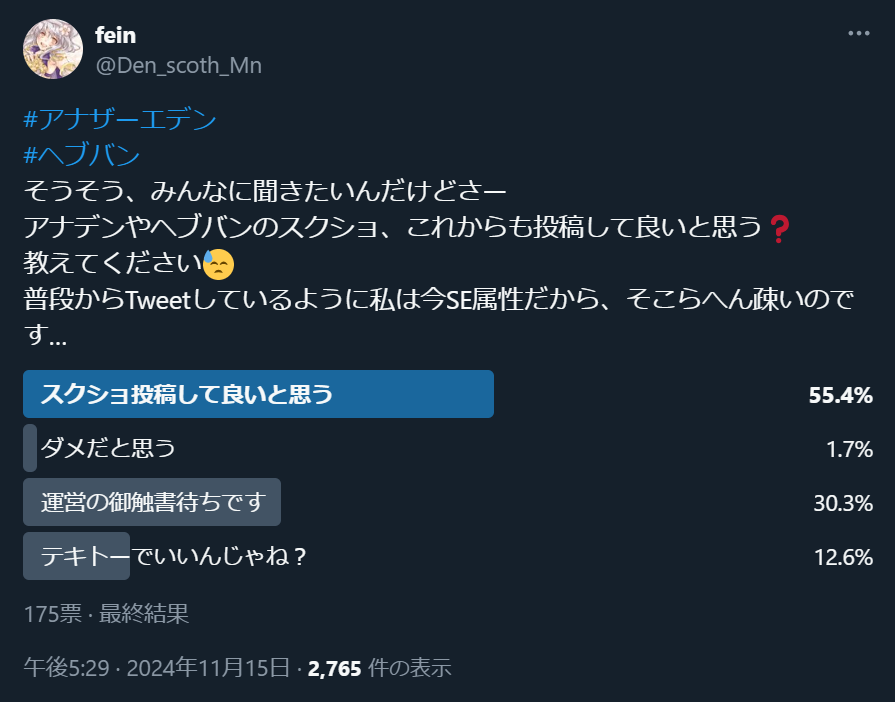 fein
@Den_scoth_Mn
#アナザーエデン
#ヘブバン
そうそう、みんなに聞きたいんだけどさー
アナデンやヘブバンのスクショ、これからも投稿して良いと思う❓
教えてください😓
普段からTweetしているように私は今SE属性だから、そこらへん疎いので
す...
スクショ投稿して良いと思う 55.4%
ダメだと思う 1.7%
運営の御触書待ちです 30.3%
テキトーでいいんじゃね？ 12.6%
175票 · 最終結果
午後5:29 · 2024年11月15日 · 2,765 件の表示